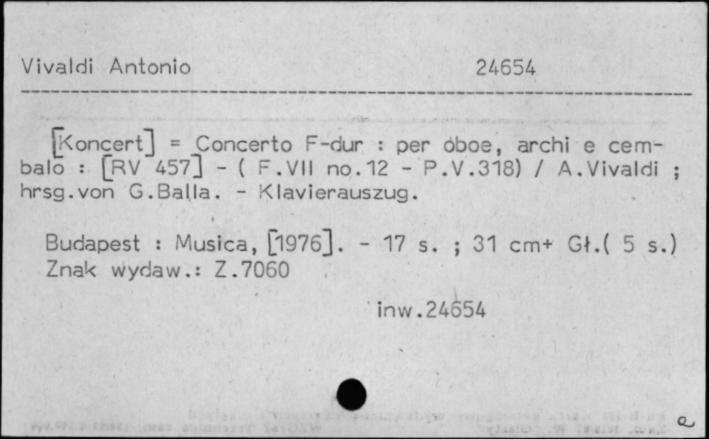 Vivaldi Antonio 24654
[Koncert] = Concerto F-dur : per oboe, archi e cem-
balo : [RV 457] - ( F.VII no.12 - P.V.318) / A.Vivaldi ;
hrsg.von G.Balla. - Klavierauszug.
Budapest : Musica, [1976]. - 17 s. ; 31 cm+ Gł.( 5 s.)
Znak wydaw.: Z.7060
inw.24654
a